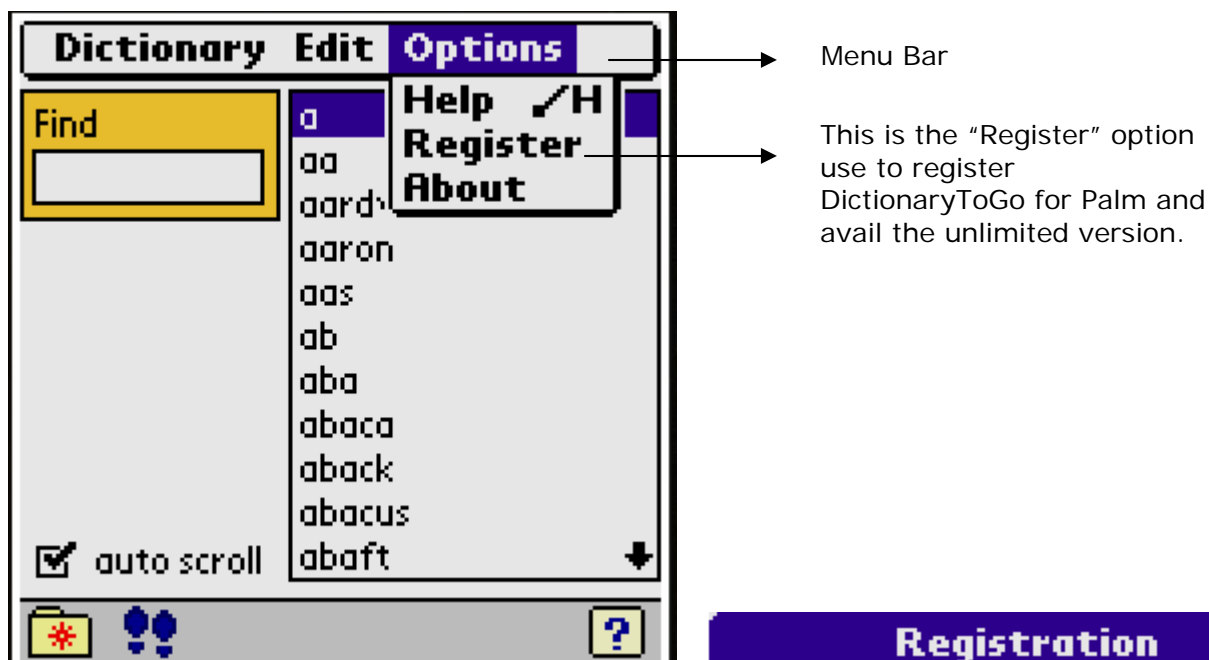 Dictionary Edit Options
Help ✓H
Register
About
Find
a
aa
aardv
aaron
aas
ab
aba
abaca
aback
abacus
abaft
auto scroll
?
Menu Bar
This is the “Register” option
use to register
DictionaryToGo for Palm and
avail the unlimited version.
Registration